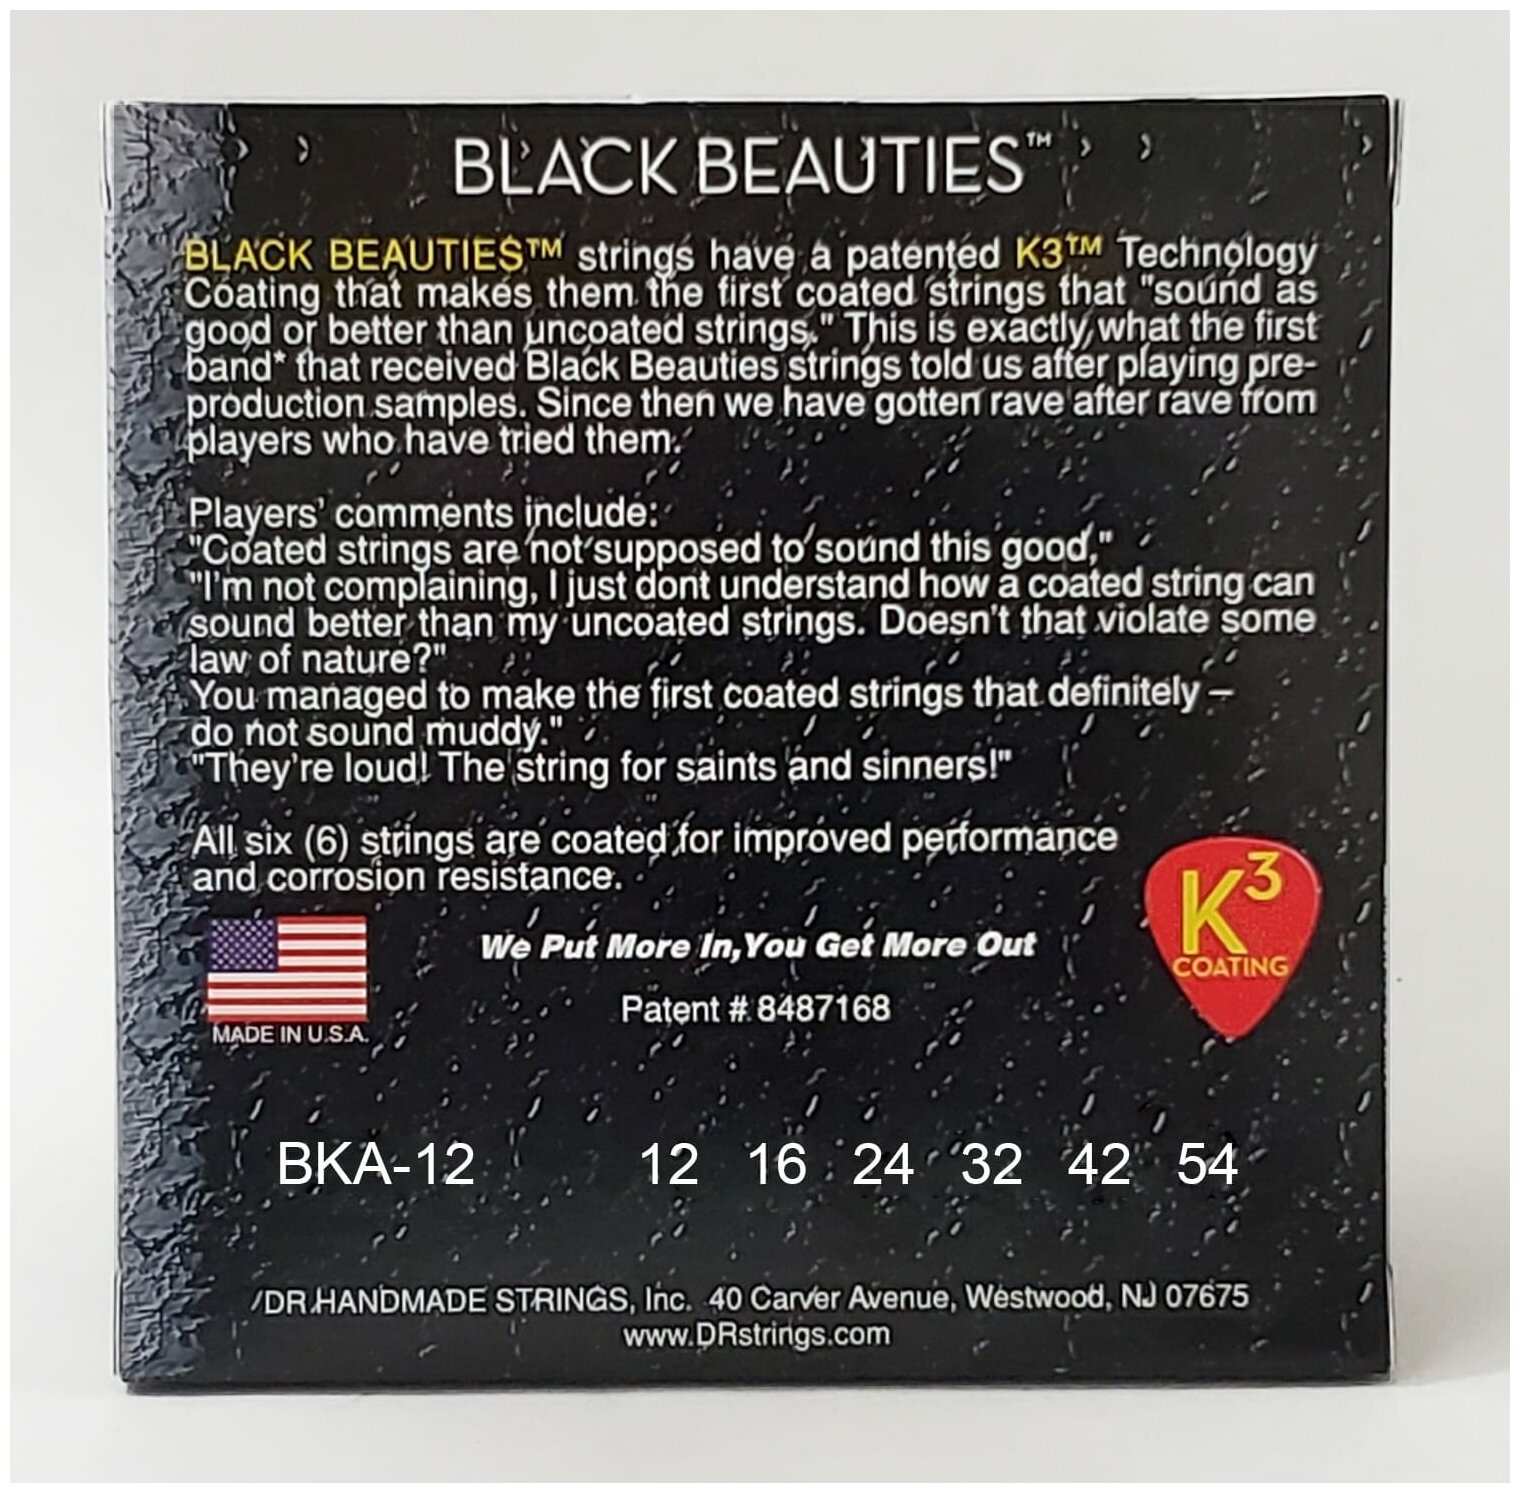 BLACK BEAUTIES™
BLACK BEAUTIES™ strings have a patented K3™ Technology
Coating that makes them the first coated strings that "sound as
good or better than uncoated strings." This is exactly what the first
band* that received Black Beauties strings told us after playing pre-
production samples. Since then we have gotten rave after rave from
players who have tried them.
Players' comments include:
"Coated strings are not supposed to sound this good,"
"I'm not complaining, I just dont understand how a coated string can
sound better than my uncoated strings. Doesn't that violate some
law of nature?"
You managed to make the first coated strings that definitely –
do not sound muddy."
"They're loud! The string for saints and sinners!"
All six (6) strings are coated for improved performance
and corrosion resistance.
K3
COATING
We Put More In, You Get More Out
Patent # 8487168
MADE IN U.S.A.
BKA-12 12 16 24 32 42 54
DR HANDMADE STRINGS, Inc. 40 Carver Avenue, Westwood, NJ 07675
www.DRstrings.com